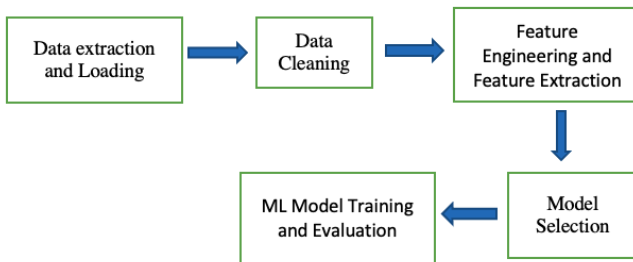 Data extraction
and Loading
Data
Cleaning
Feature
Engineering and
Feature Extraction
Model
Selection
ML Model Training
and Evaluation